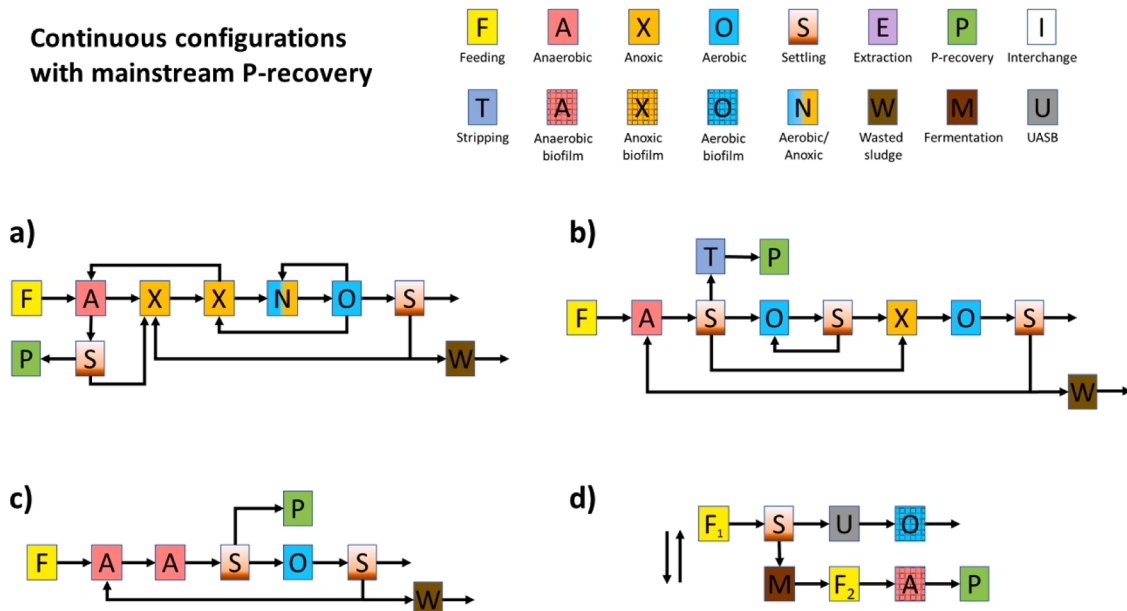 Continuous configurations
with mainstream P-recovery
F A X O S E P I
Feeding Anaerobic Anoxic Aerobic Settling Extraction P-recovery Interchange
T A X O N W M U
Stripping Anaerobic biofilm Anoxic biofilm Aerobic biofilm Aerobic/ Anoxic Wasted sludge Fermentation UASB
a)
F A X X N O S
P S W
b)
T P
F A S O S X O S
W
c)
P
F A A S O S
W
d)
F1 S U O
M F2 A P